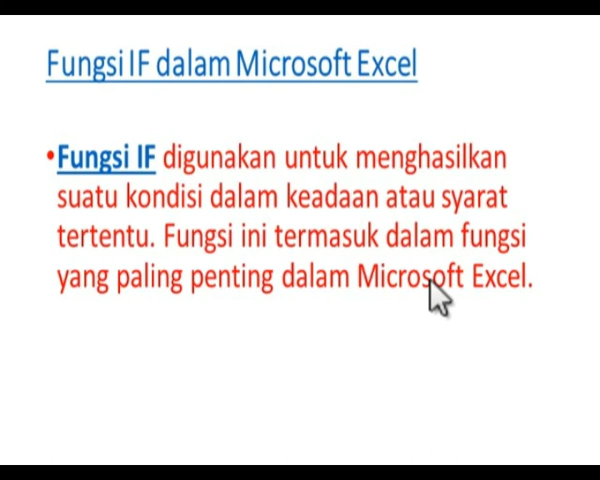 Fungsi IF dalam Microsoft Excel
•Fungsi IF digunakan untuk menghasilkan
suatu kondisi dalam keadaan atau syarat
tertentu. Fungsi ini termasuk dalam fungsi
yang paling penting dalam Microsoft Excel.